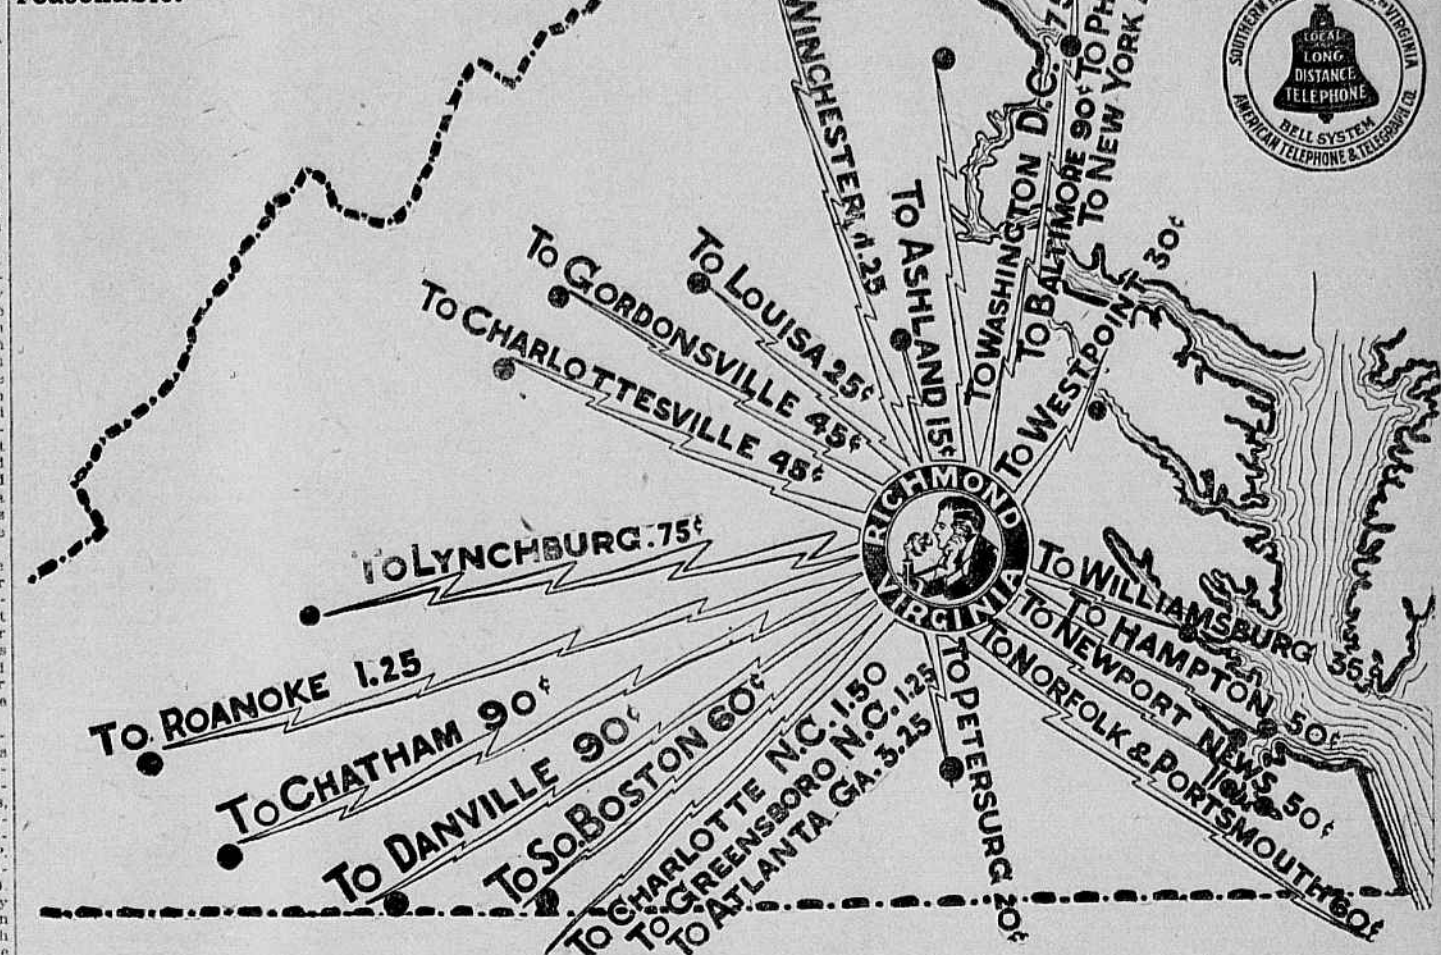 reasonable.
WINCHESTER 1.25
TO ASHLAND 15¢
TO WASHINGTON D.C. 75
TO BALTIMORE 90¢ TO PH
TO NEW YORK
TO WESTPOINT 30¢
TO LOUISA 25¢
TO GORDONSVILLE 45¢
TO CHARLOTTESVILLE 45¢
TO LYNCHBURG .75¢
TO ROANOKE 1.25
TO CHATHAM 90¢
TO DANVILLE 90¢
TO SO. BOSTON 60¢
TO CHARLOTTE N.C. 1.50
TO GREENSBORO N.C. 1.25
TO ATLANTA GA. 3.25
TO PETERSBURG 20¢
TO NORFOLK & PORTSMOUTH 60¢
TO NEWPORT NEWS 50¢
TO HAMPTON 50¢
TO WILLIAMSBURG 35¢
RICHMOND
VIRGINIA
VIRGINIA
AMERICAN TELEPHONE & TELEGRAPH CO.
LOCAL
LONG
DISTANCE
TELEPHONE
BELL SYSTEM